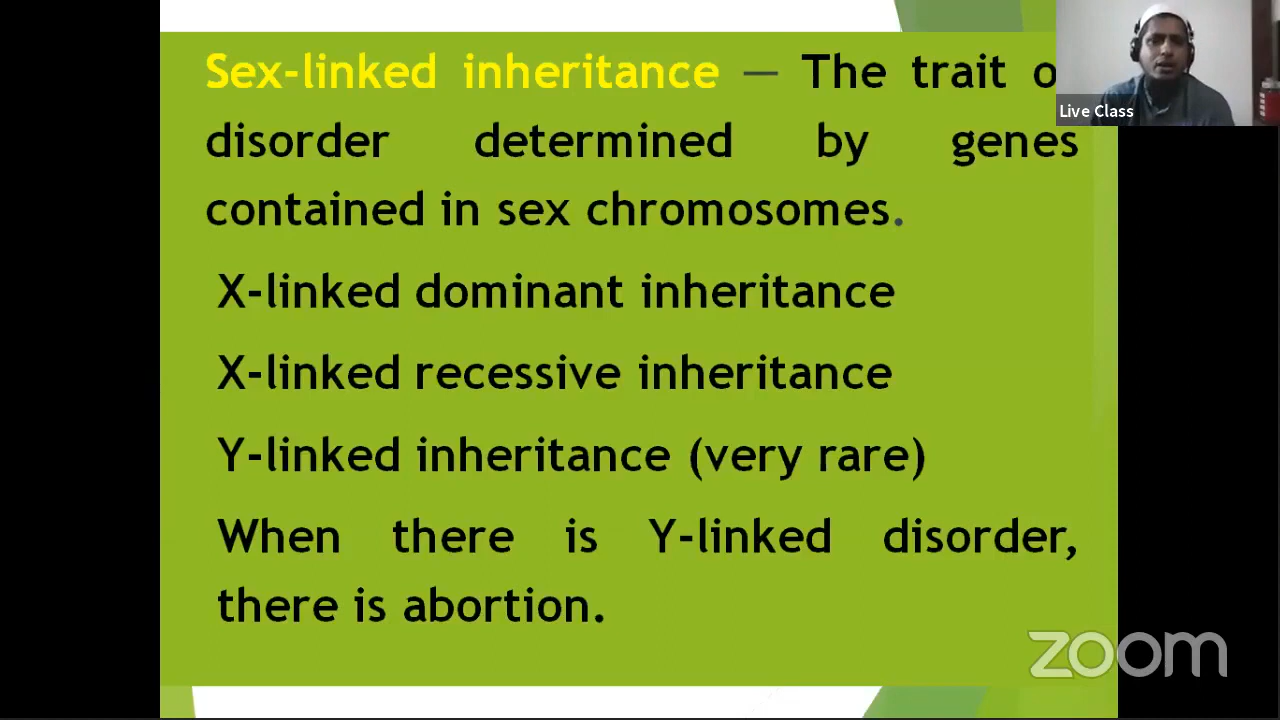 Sex-linked inheritance — The trait o
disorder determined by genes
contained in sex chromosomes.
X-linked dominant inheritance
X-linked recessive inheritance
Y-linked inheritance (very rare)
When there is Y-linked disorder,
there is abortion.
Live Class
zoom